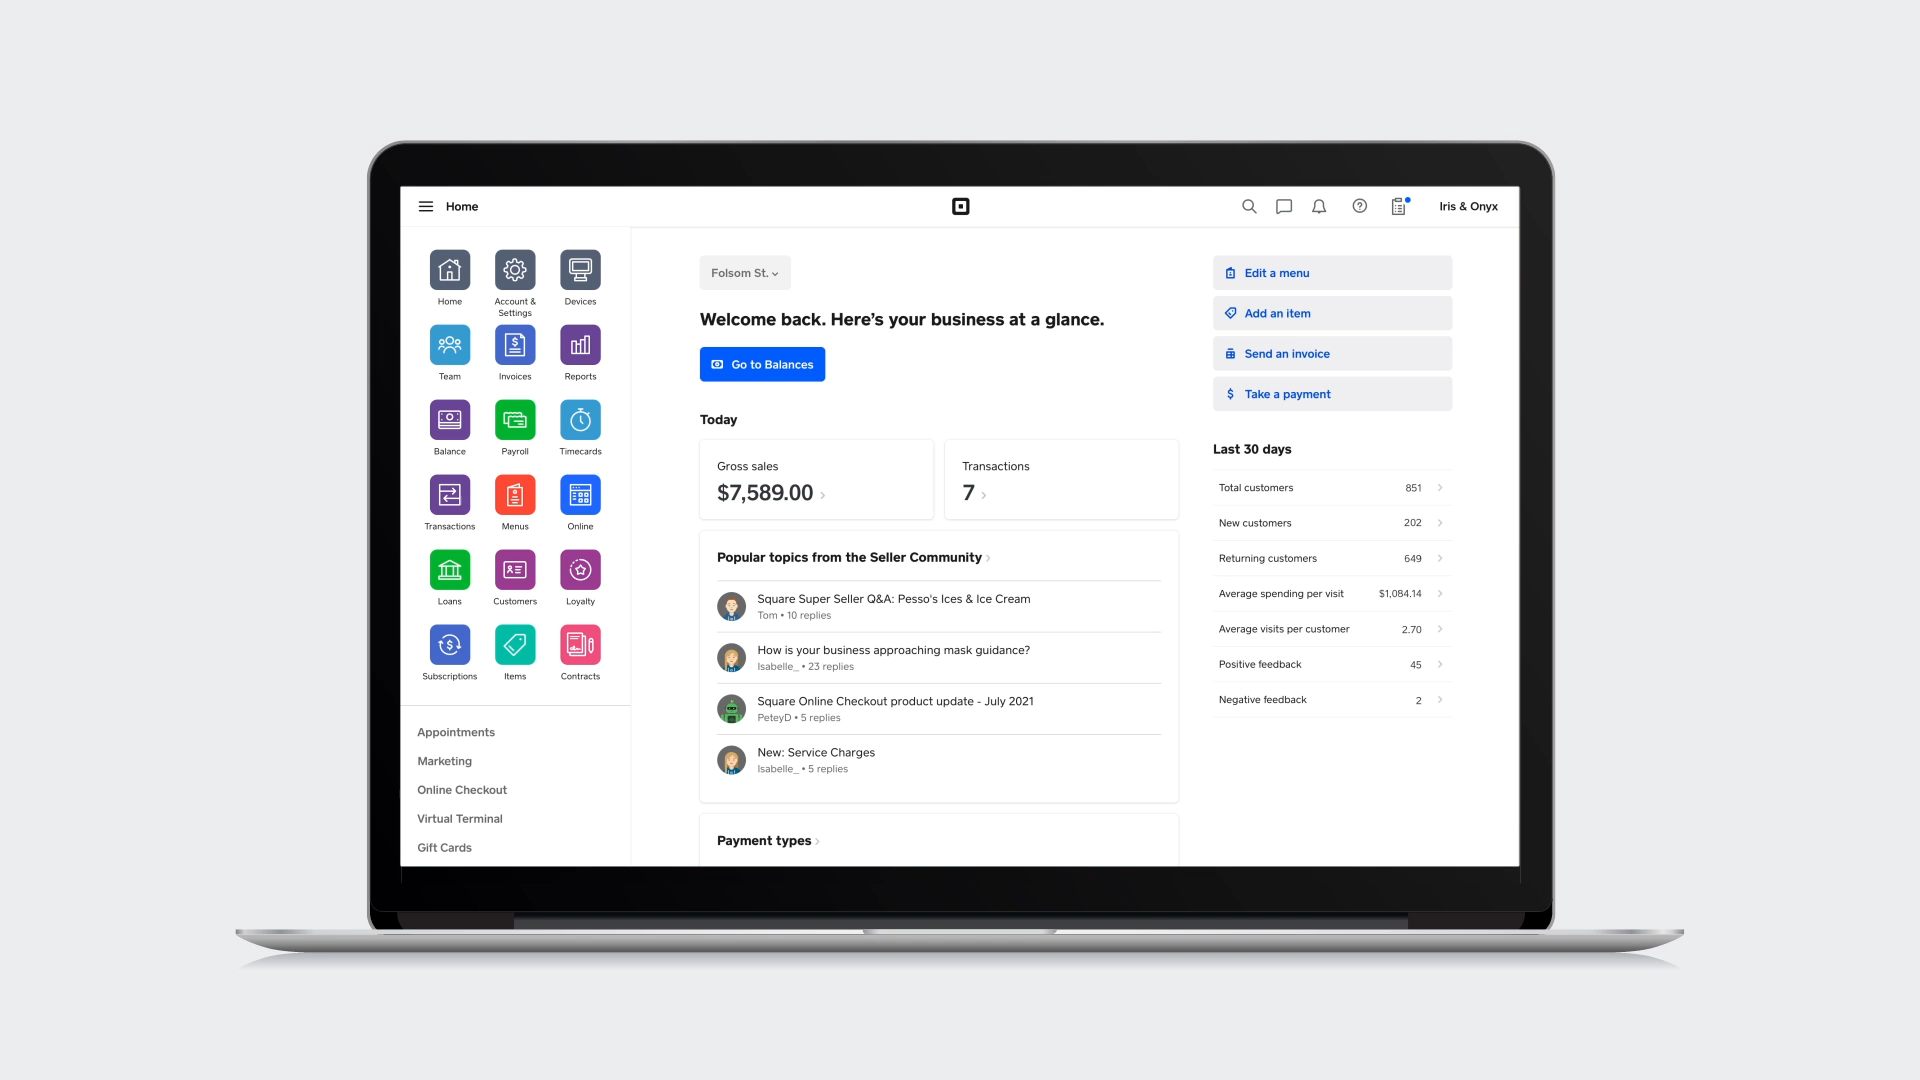 Home
Iris & Onyx
Home
Account &
Settings
Devices
Team
Invoices
Reports
Balance
Payroll
Timecards
Transactions
Menus
Online
Loans
Customers
Loyalty
Subscriptions
Items
Contracts
Appointments
Marketing
Online Checkout
Virtual Terminal
Gift Cards
Folsom St.
Welcome back. Here’s your business at a glance.
Go to Balances
Today
Gross sales
$7,589.00
Transactions
7
Popular topics from the Seller Community
Square Super Seller Q&A: Pesso's Ices & Ice Cream
Tom • 10 replies
How is your business approaching mask guidance?
Isabelle_ • 23 replies
Square Online Checkout product update - July 2021
PeteyD • 5 replies
New: Service Charges
Isabelle_ • 5 replies
Payment types
Edit a menu
Add an item
Send an invoice
Take a payment
Last 30 days
Total customers 851
New customers 202
Returning customers 649
Average spending per visit $1,084.14
Average visits per customer 2.70
Positive feedback 45
Negative feedback 2